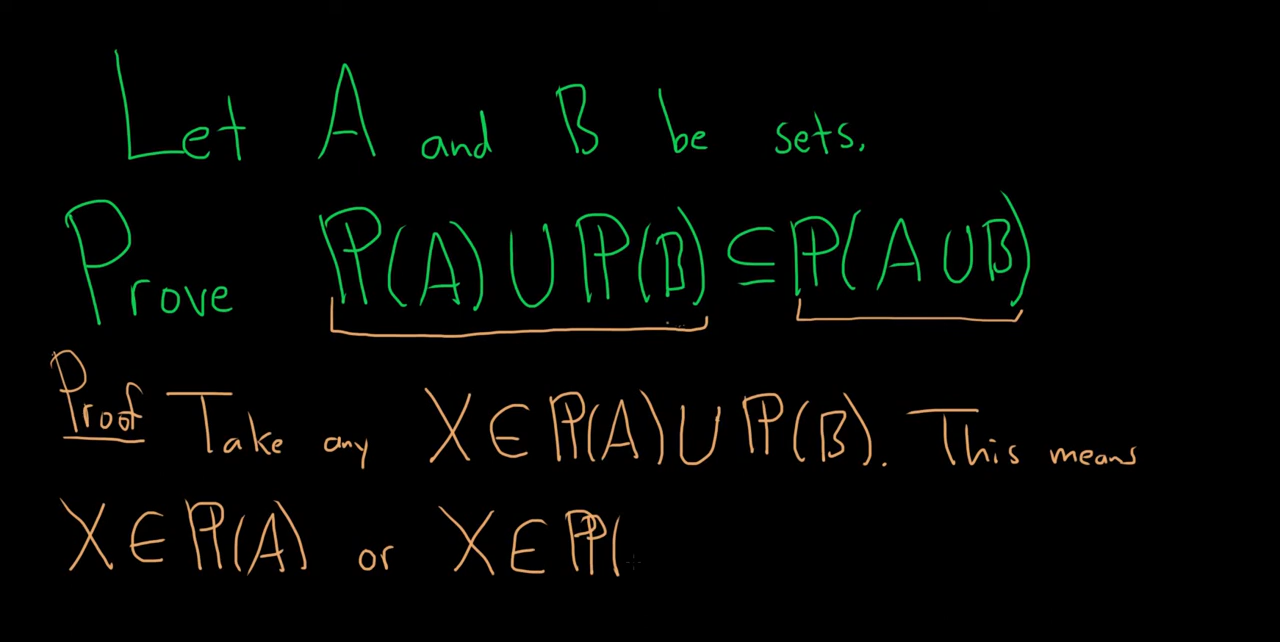 Let A and B be sets.
Prove ℙ(A) ∪ ℙ(B) ⊆ ℙ(A ∪ B)
Proof Take any X ∈ ℙ(A) ∪ ℙ(B). This means
X ∈ ℙ(A) or X ∈ ℙ(